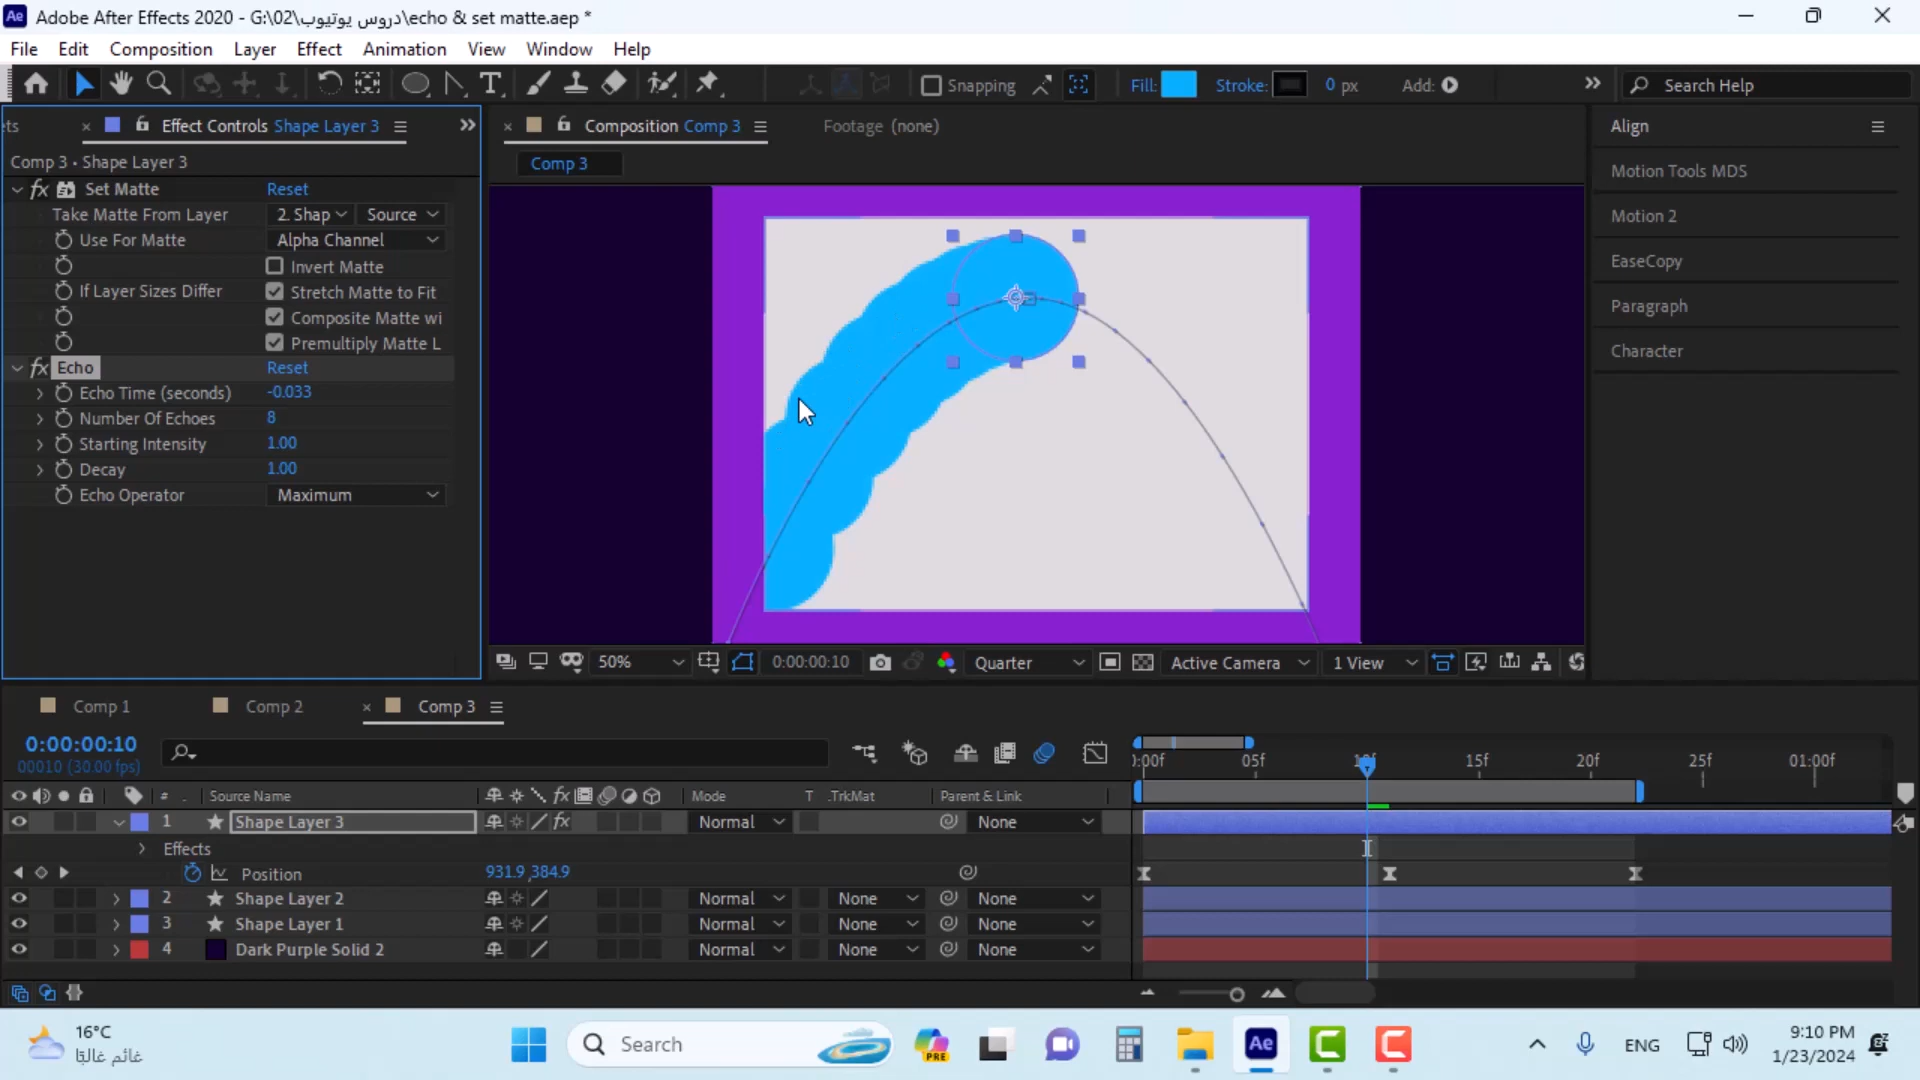 Adobe After Effects 2020 - G:\02\دروس يوتيوب\echo & set matte.aep *
File Edit Composition Layer Effect Animation View Window Help
Snapping Fill: Stroke: 0 px Add: Search Help
ets Effect Controls Shape Layer 3 Composition Comp 3 Footage (none) Align
Comp 3 • Shape Layer 3 Comp 3
Motion Tools MDS
Motion 2
EaseCopy
Paragraph
Character
fx Set Matte Reset
Take Matte From Layer 2. Shap Source
Use For Matte Alpha Channel
Invert Matte
If Layer Sizes Differ Stretch Matte to Fit
Composite Matte wi
Premultiply Matte L
fx Echo Reset
Echo Time (seconds) -0.033
Number Of Echoes 8
Starting Intensity 1.00
Decay 1.00
Echo Operator Maximum
50% 0:00:00:10 Quarter Active Camera 1 View
Comp 1 Comp 2 Comp 3
0:00:00:10
00010 (30.00 fps)
):00f 05f 10f 15f 20f 25f 01:00f
# . Source Name fx Mode T .TrkMat Parent & Link
1 Shape Layer 3 fx Normal None
Effects
Position 931.9,384.9
2 Shape Layer 2 Normal None None
3 Shape Layer 1 Normal None None
4 Dark Purple Solid 2 Normal None None
16°C
غائم غالبًا
Search PRE Ae ENG
9:10 PM
1/23/2024